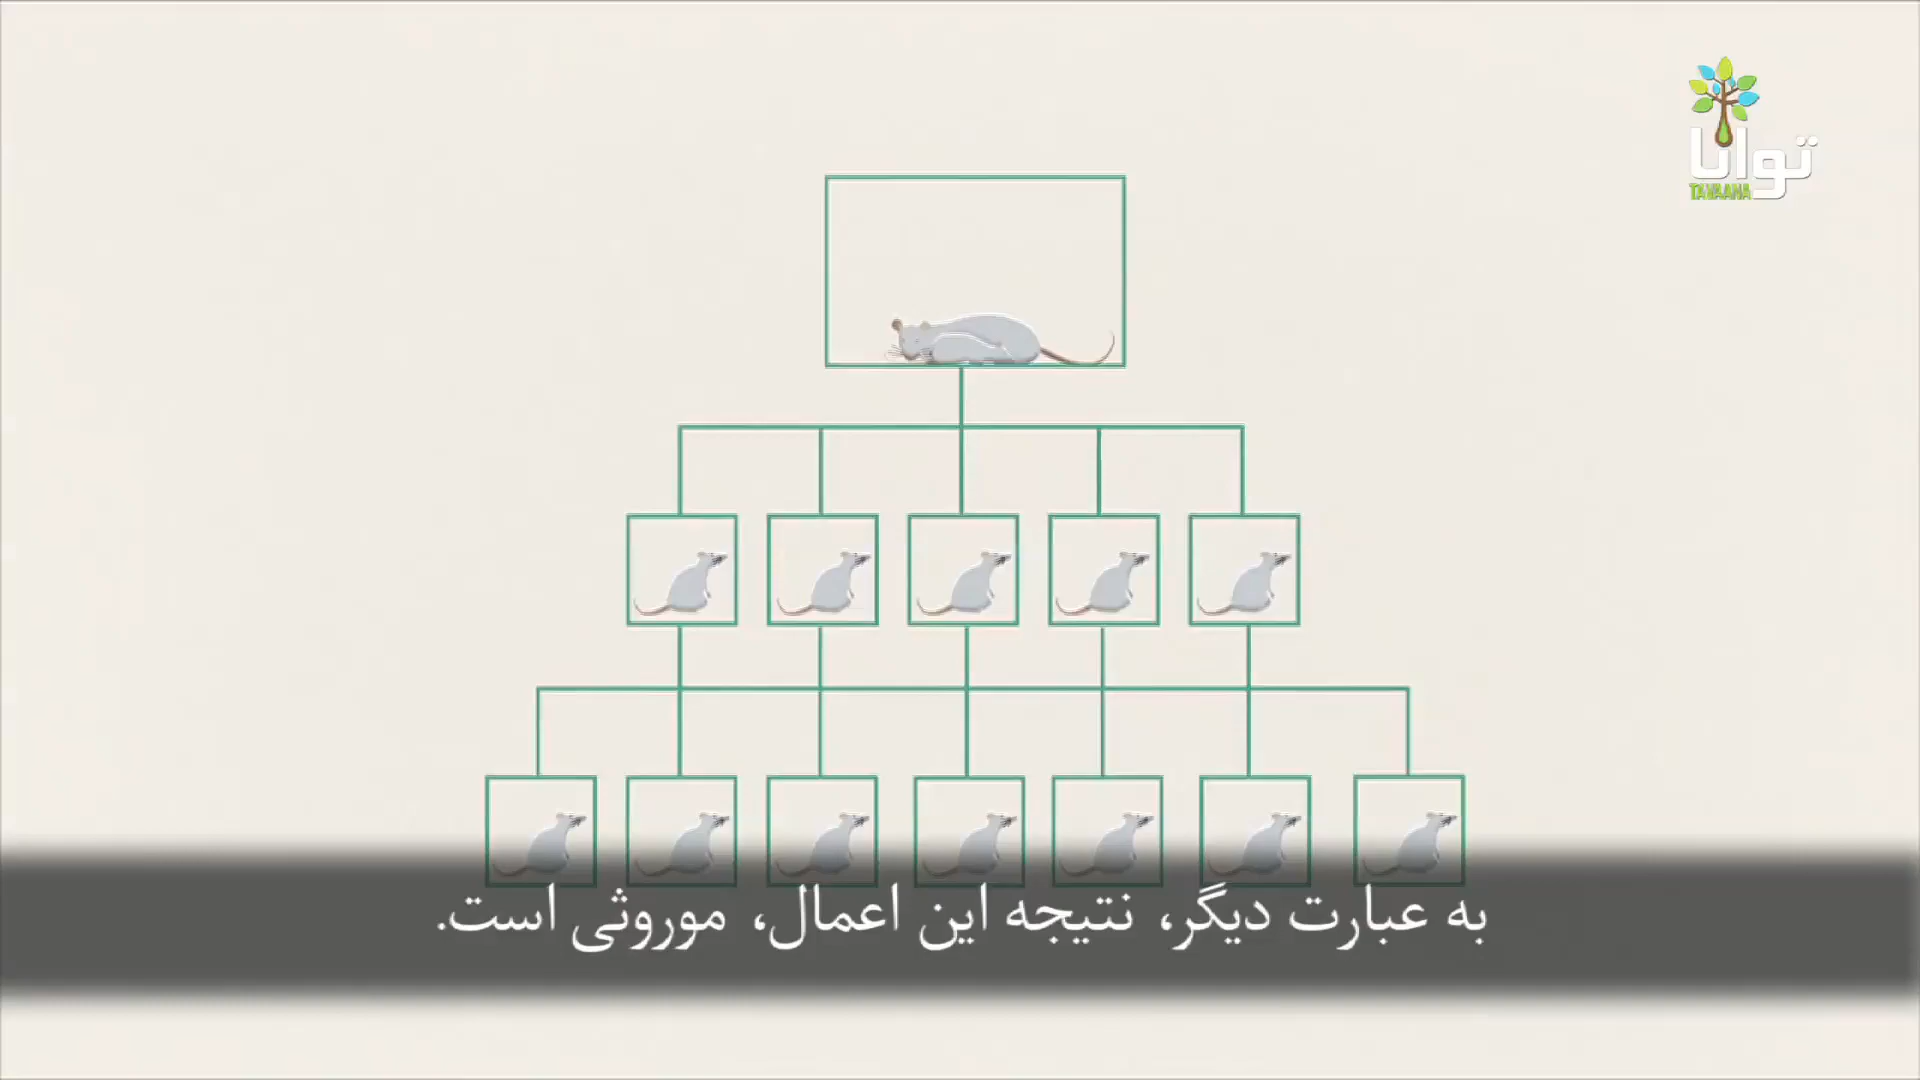 توانا
TAVAANA
به عبارت دیگر، نتیجه این اعمال، موروثی است.